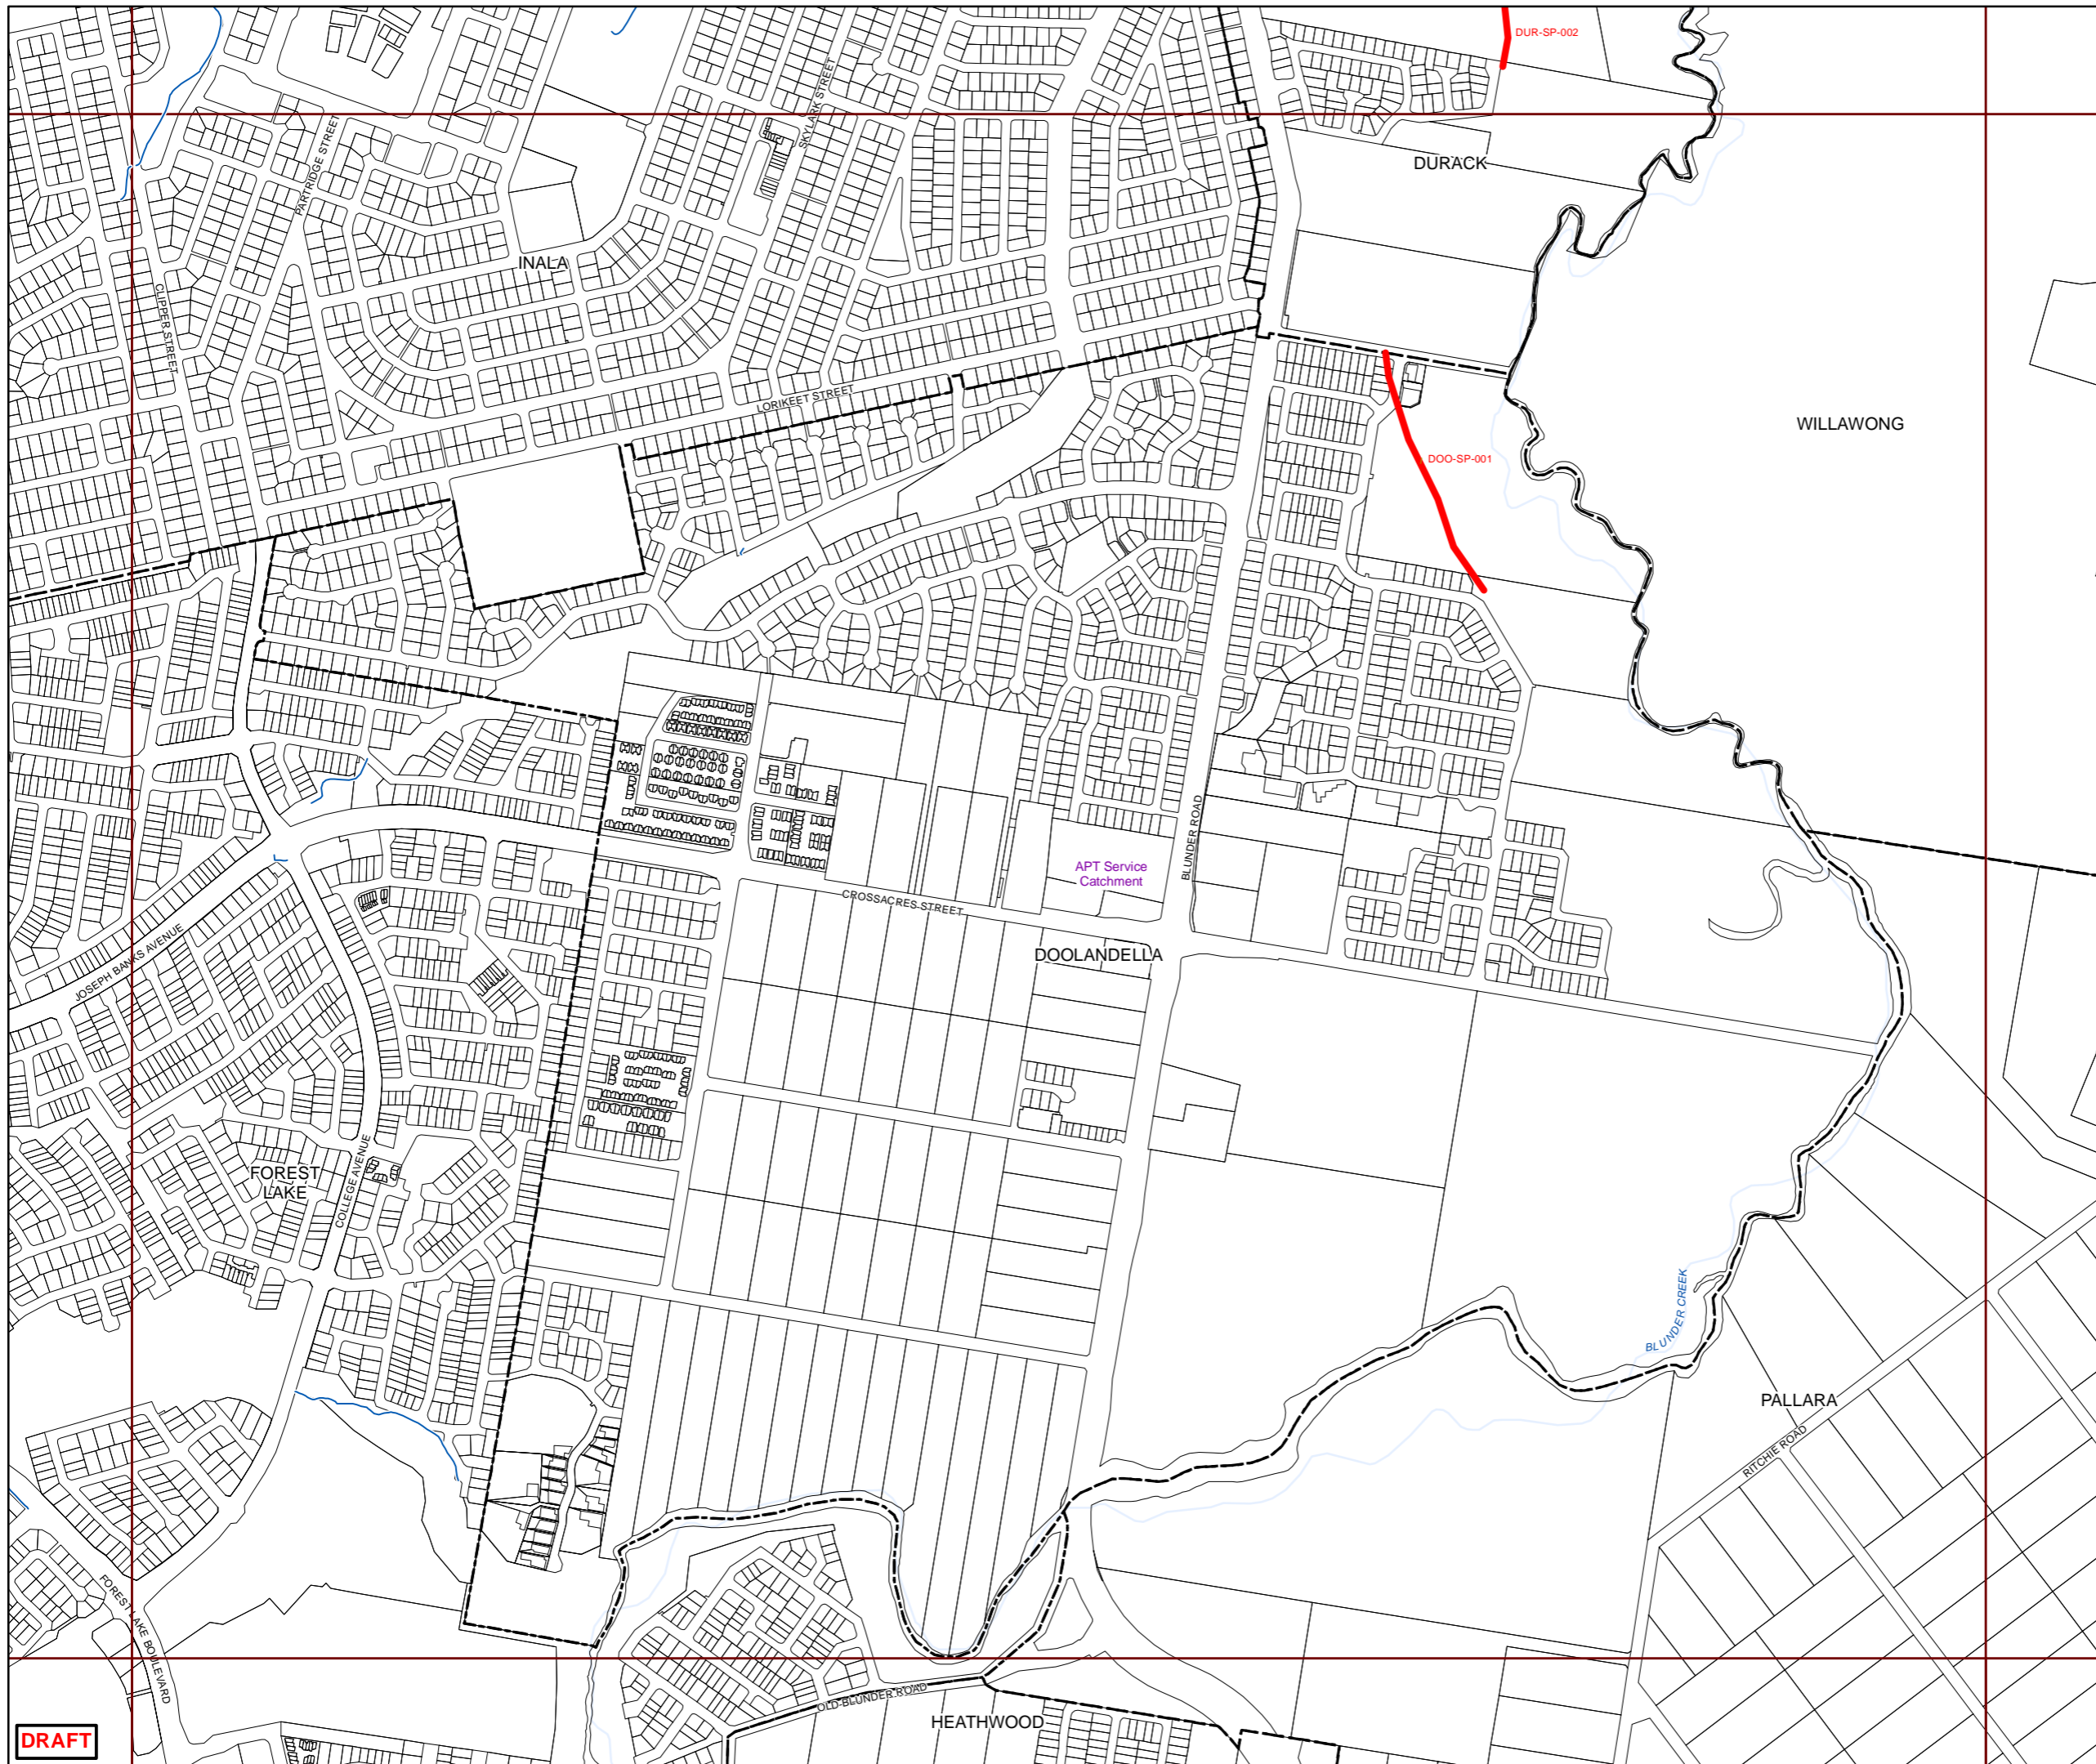 DUR-SP-002
SKYLARK STREET
PARTRIDGE STREET
DURACK
INALA
CLIPPER STREET
LORIKEET STREET
WILLAWONG
DOO-SP-001
BLUNDER ROAD
APT Service
Catchment
CROSSACRES STREET
DOOLANDELLA
JOSEPH BANKS AVENUE
COLLEGE AVENUE
FOREST
LAKE
BLUNDER CREEK
PALLARA
RITCHIE ROAD
FOREST LAKE BOULEVARD
OLD BLUNDER ROAD
HEATHWOOD
DRAFT